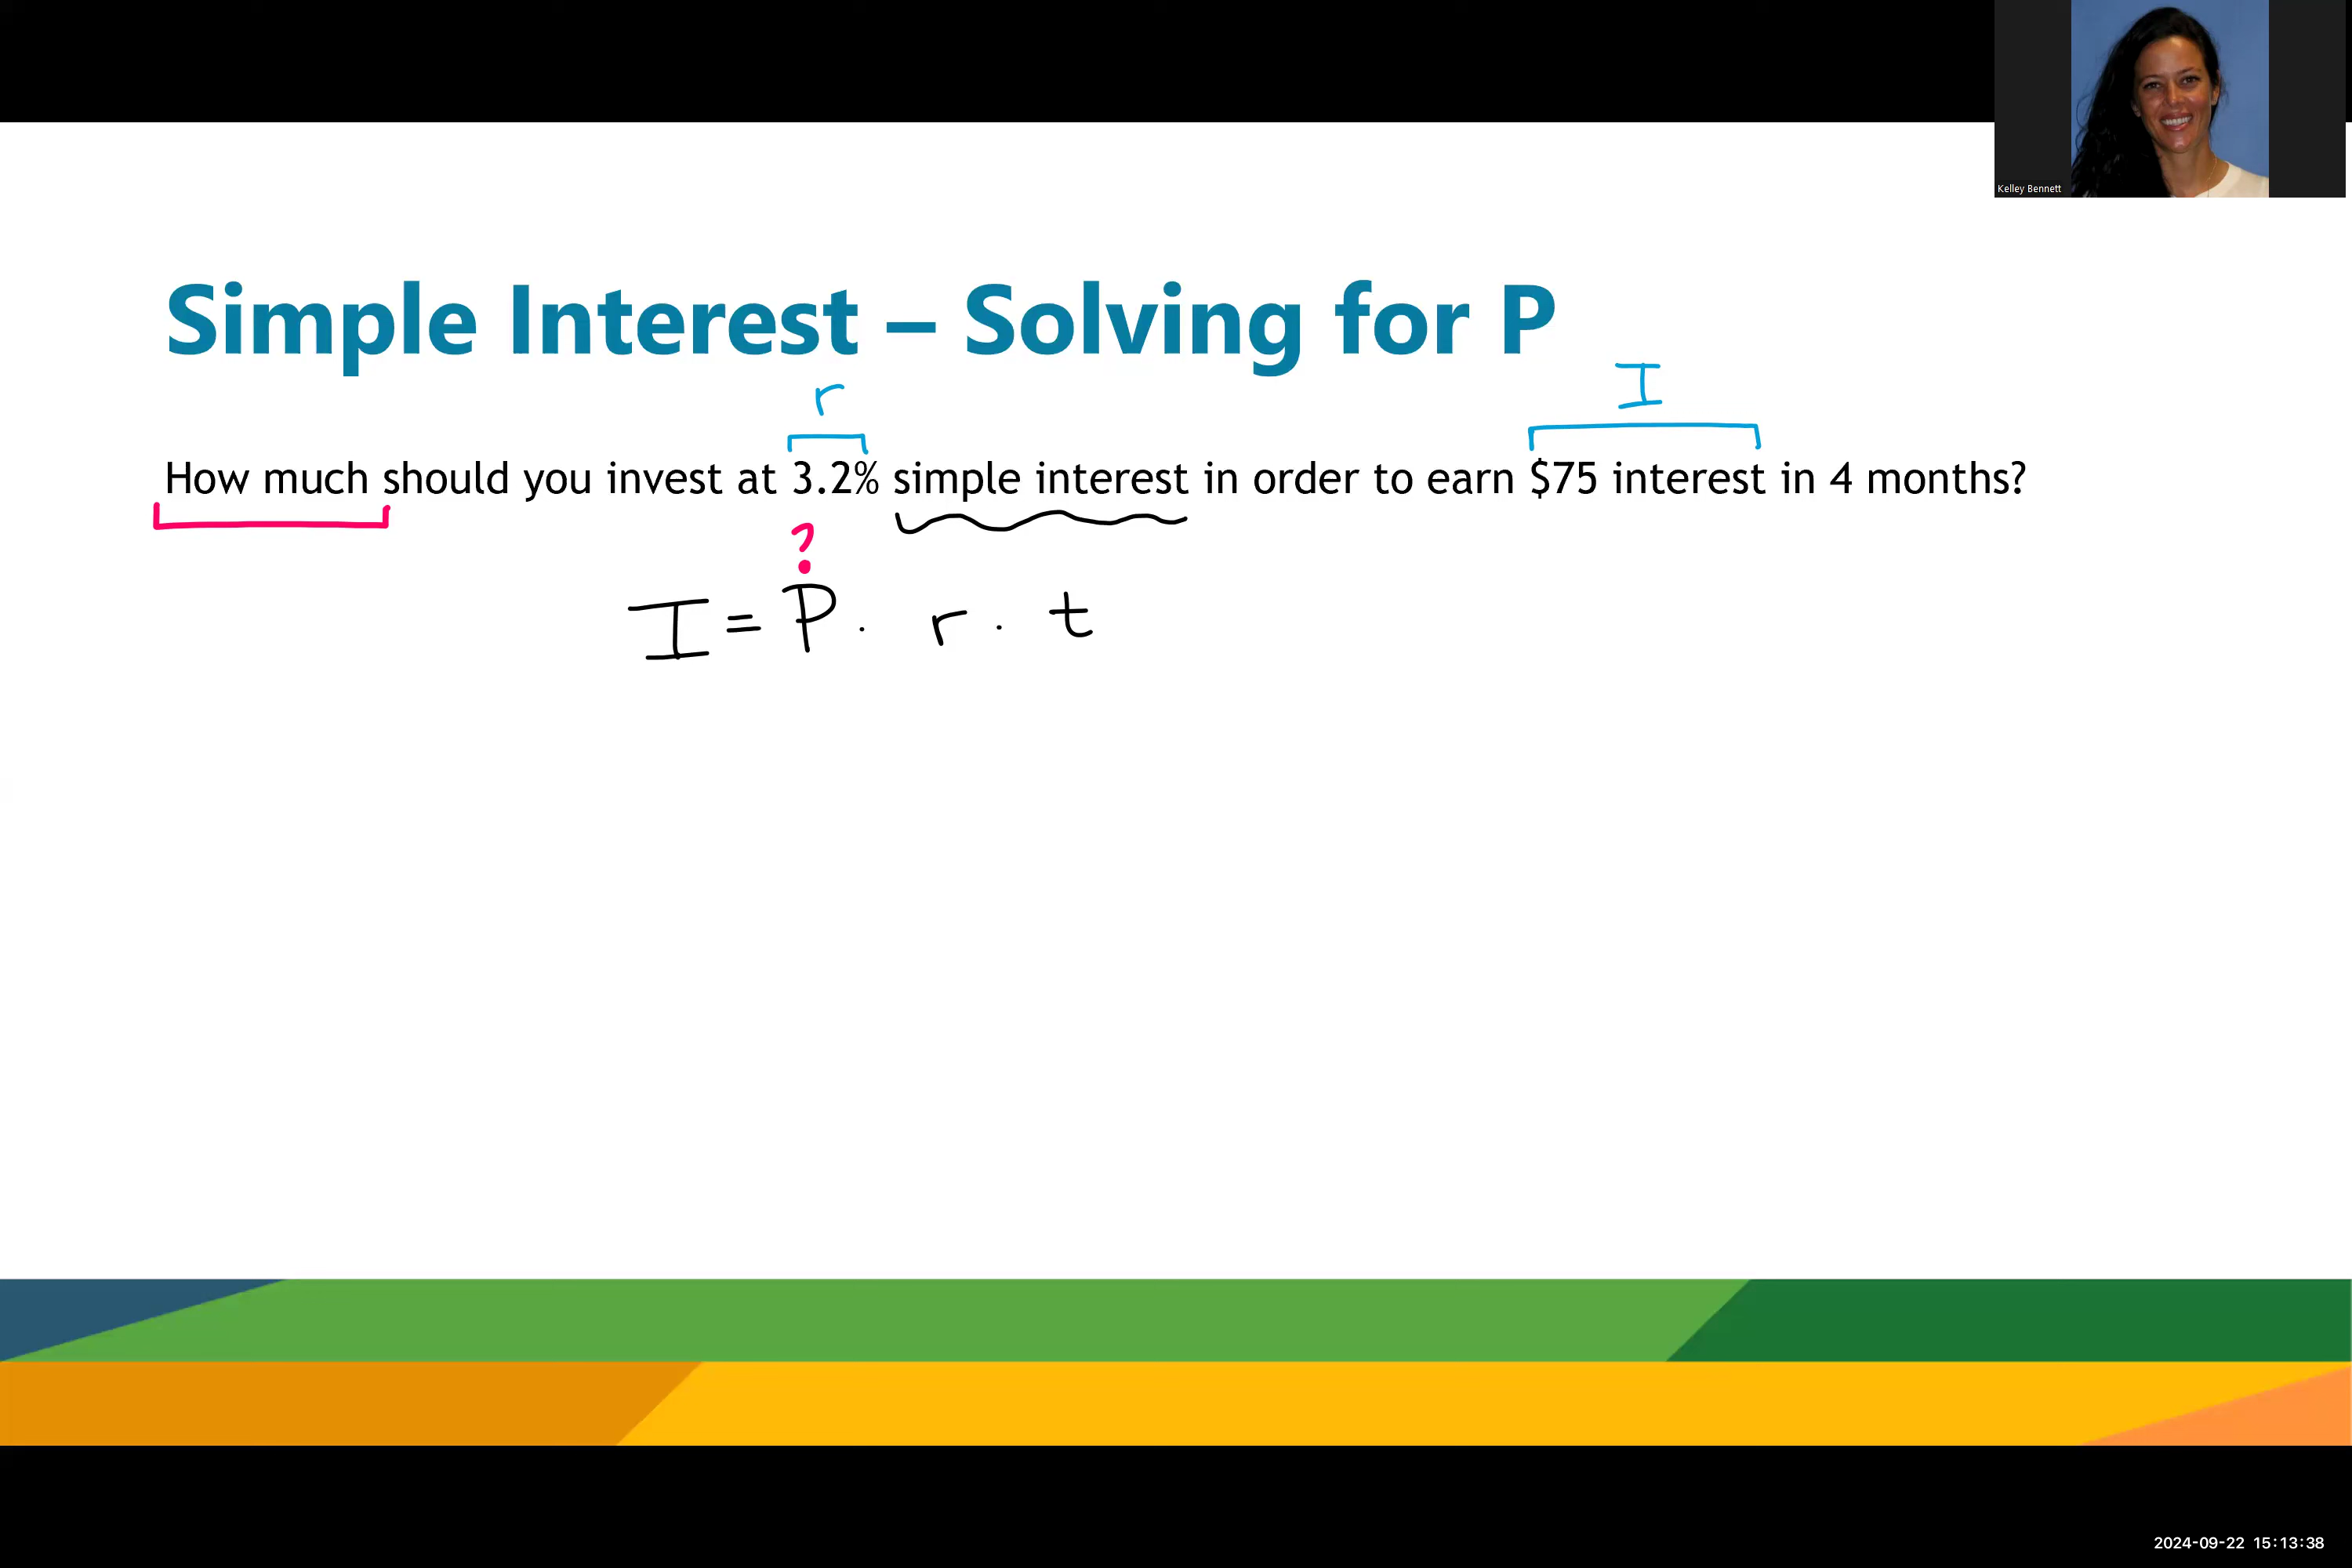 Kelley Bennett
Simple Interest – Solving for P
r
I
How much should you invest at 3.2% simple interest in order to earn $75 interest in 4 months?
?
I = P · r · t
2024-09-22 15:13:38